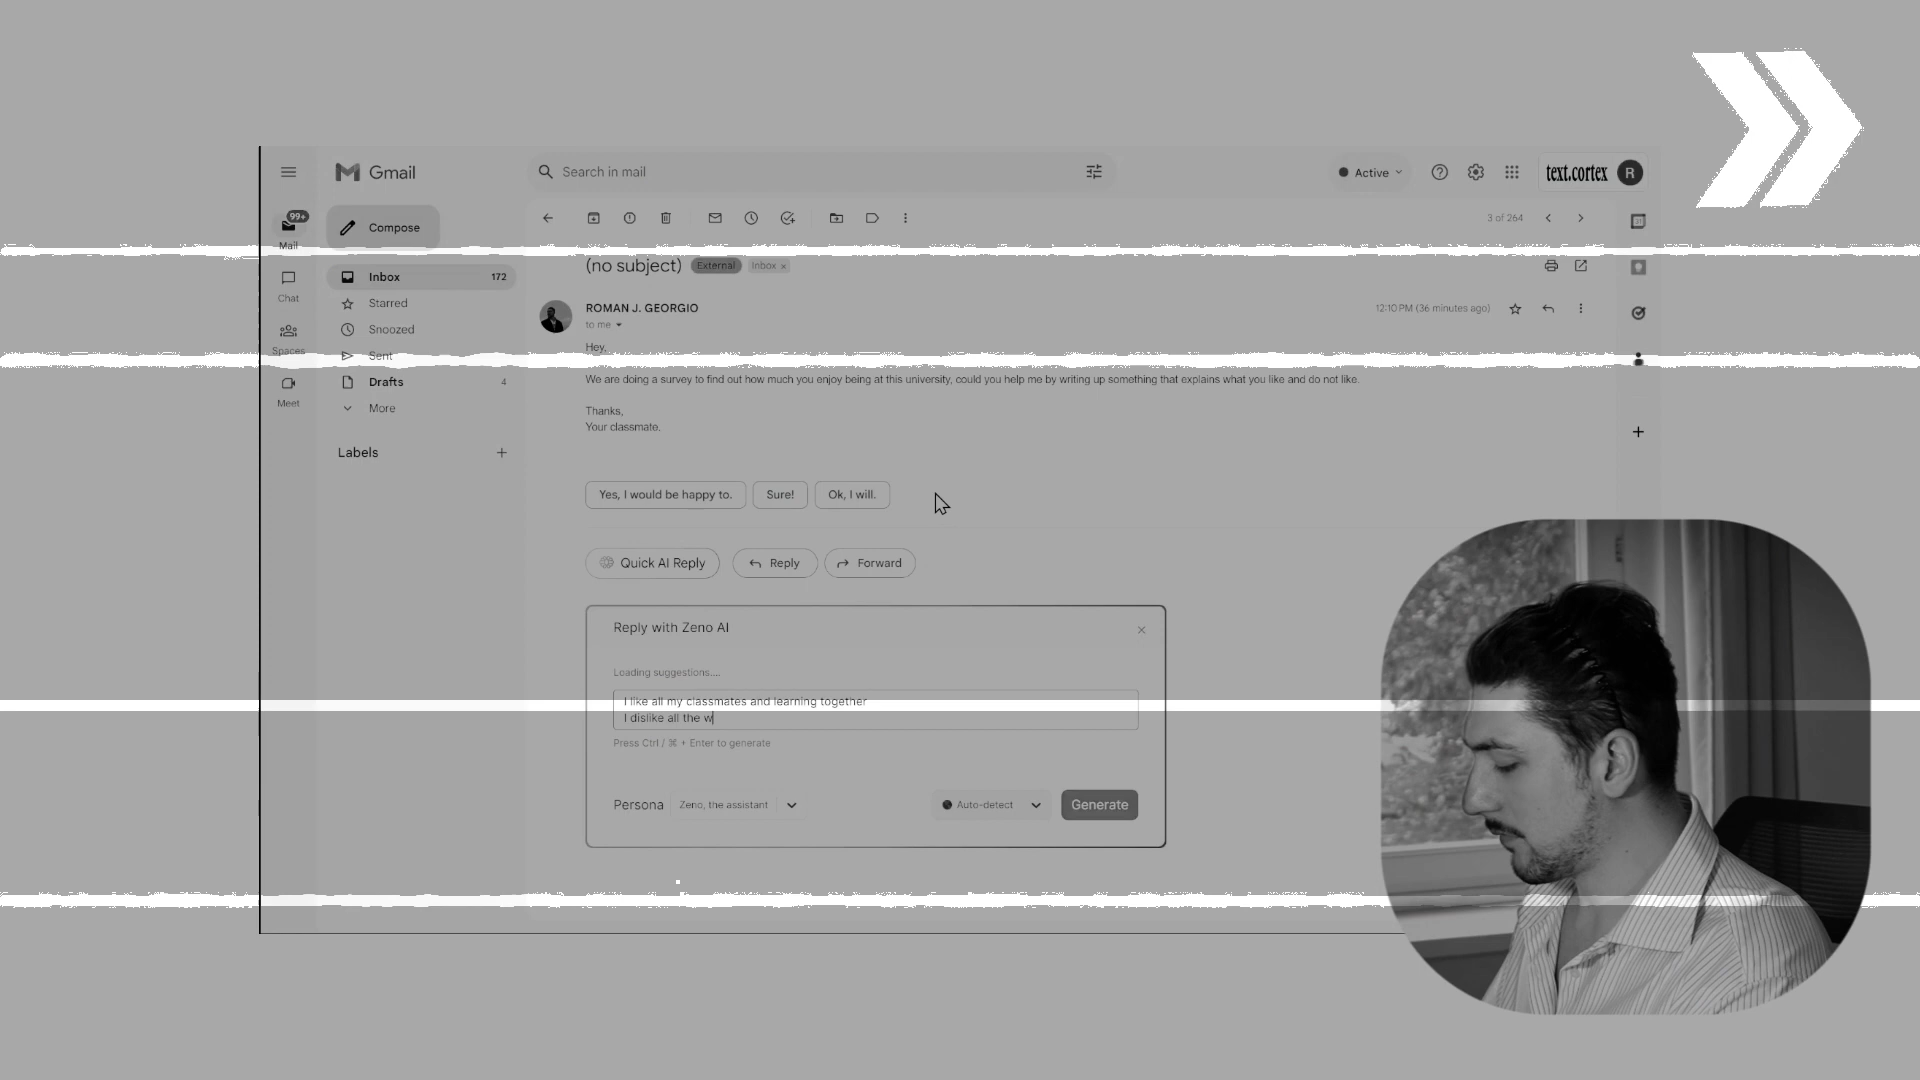 Gmail
Search in mail
Active
text.cortex
R
99+
Mail
Compose
3 of 264
Inbox 172
Chat
Starred
Snoozed
Spaces
Sent
Drafts 4
Meet
More
Labels
(no subject) External Inbox x
ROMAN J. GEORGIO
12:10 PM (36 minutes ago)
to me
Hey,
We are doing a survey to find out how much you enjoy being at this university, could you help me by writing up something that explains what you like and do not like.
Thanks,
Your classmate.
Yes, I would be happy to. Sure! Ok, I will.
Quick AI Reply Reply Forward
Reply with Zeno AI
Loading suggestions....
I like all my classmates and learning together
I dislike all the w
Press Ctrl / ⌘ + Enter to generate
Persona Zeno, the assistant Auto-detect Generate